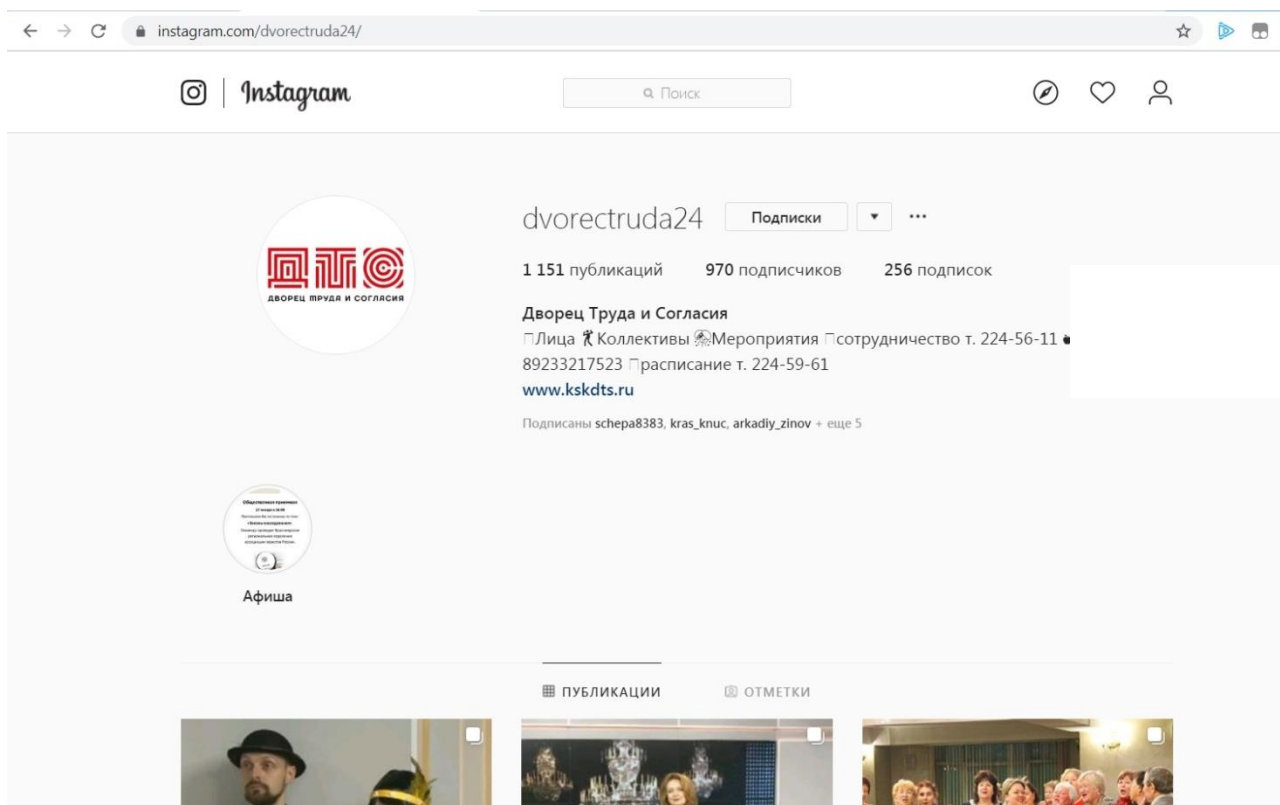 instagram.com/dvorectruda24/
Instagram
Поиск
dvorectruda24 Подписки
1 151 публикаций 970 подписчиков 256 подписок
ДТС
ДВОРЕЦ ТРУДА И СОГЛАСИЯ
Дворец Труда и Согласия
Лица Коллективы Мероприятия сотрудничество т. 224-56-11
89233217523 расписание т. 224-59-61
www.kskdts.ru
Подписаны schepa8383, kras_knuc, arkadiy_zinov + еще 5
Афиша
ПУБЛИКАЦИИ ОТМЕТКИ